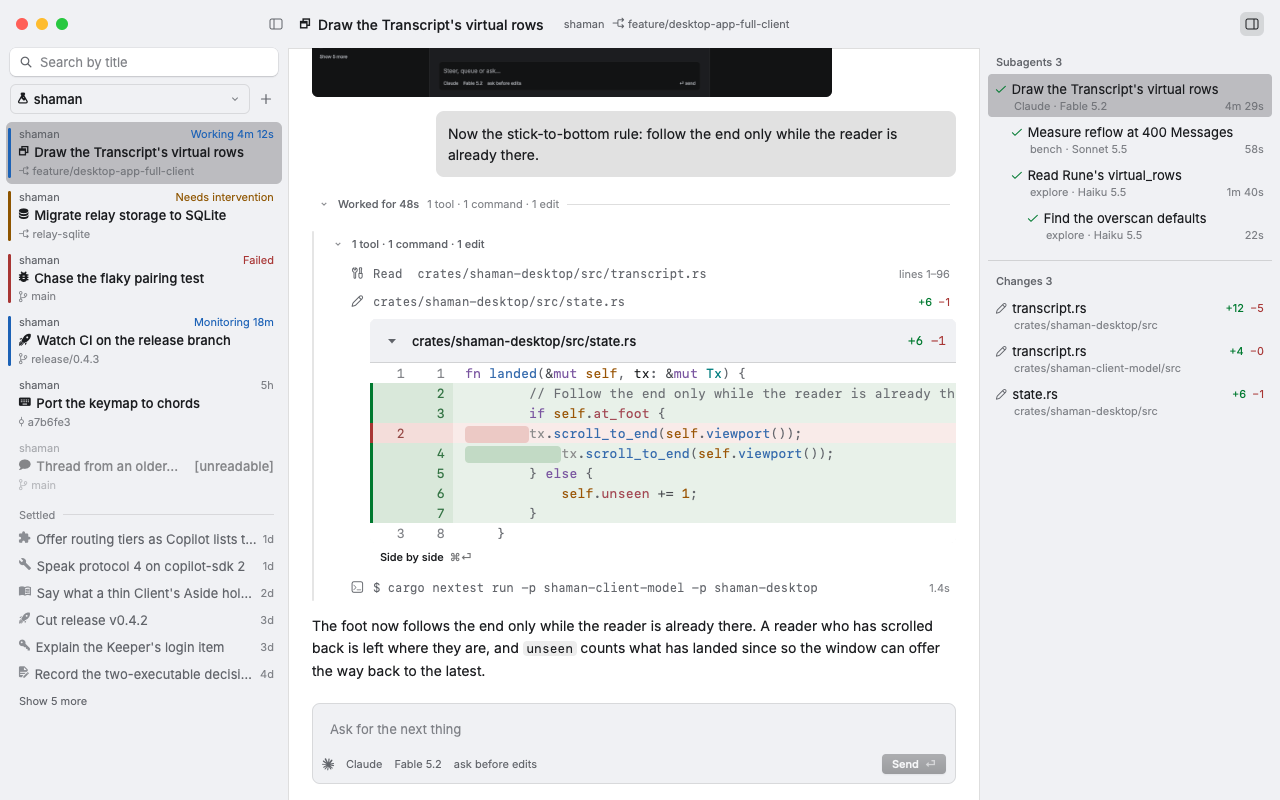 Draw the Transcript's virtual rows
shaman
feature/desktop-app-full-client
Search by title
shaman
shaman
Working 4m 12s
Draw the Transcript's virtual rows
feature/desktop-app-full-client
shaman
Needs intervention
Migrate relay storage to SQLite
relay-sqlite
shaman
Failed
Chase the flaky pairing test
main
shaman
Monitoring 18m
Watch CI on the release branch
release/0.4.3
shaman
5h
Port the keymap to chords
a7b6fe3
shaman
Thread from an older... [unreadable]
main
Settled
Offer routing tiers as Copilot lists t... 1d
Speak protocol 4 on copilot-sdk 2 1d
Say what a thin Client's Aside hol... 2d
Cut release v0.4.2 3d
Explain the Keeper's login item 3d
Record the two-executable decisi... 4d
Show 5 more
Show 5 more
Steer, queue or ask...
Claude Fable 5.2 ask before edits
send
Now the stick-to-bottom rule: follow the end only while the reader is
already there.
Worked for 48s 1 tool · 1 command · 1 edit
1 tool · 1 command · 1 edit
Read crates/shaman-desktop/src/transcript.rs lines 1–96
crates/shaman-desktop/src/state.rs +6 −1
crates/shaman-desktop/src/state.rs +6 −1
1 1 fn landed(&mut self, tx: &mut Tx) {
2 // Follow the end only while the reader is already th
3 if self.at_foot {
2 tx.scroll_to_end(self.viewport());
4 tx.scroll_to_end(self.viewport());
5 } else {
6 self.unseen += 1;
7 }
3 8 }
Side by side ⌘⏎
$ cargo nextest run -p shaman-client-model -p shaman-desktop 1.4s
The foot now follows the end only while the reader is already there. A reader who has scrolled
back is left where they are, and unseen counts what has landed since so the window can offer
the way back to the latest.
Ask for the next thing
Claude Fable 5.2 ask before edits
Send ⏎
Subagents 3
Draw the Transcript's virtual rows
Claude · Fable 5.2 4m 29s
Measure reflow at 400 Messages
bench · Sonnet 5.5 58s
Read Rune's virtual_rows
explore · Haiku 5.5 1m 40s
Find the overscan defaults
explore · Haiku 5.5 22s
Changes 3
transcript.rs +12 −5
crates/shaman-desktop/src
transcript.rs +4 −0
crates/shaman-client-model/src
state.rs +6 −1
crates/shaman-desktop/src